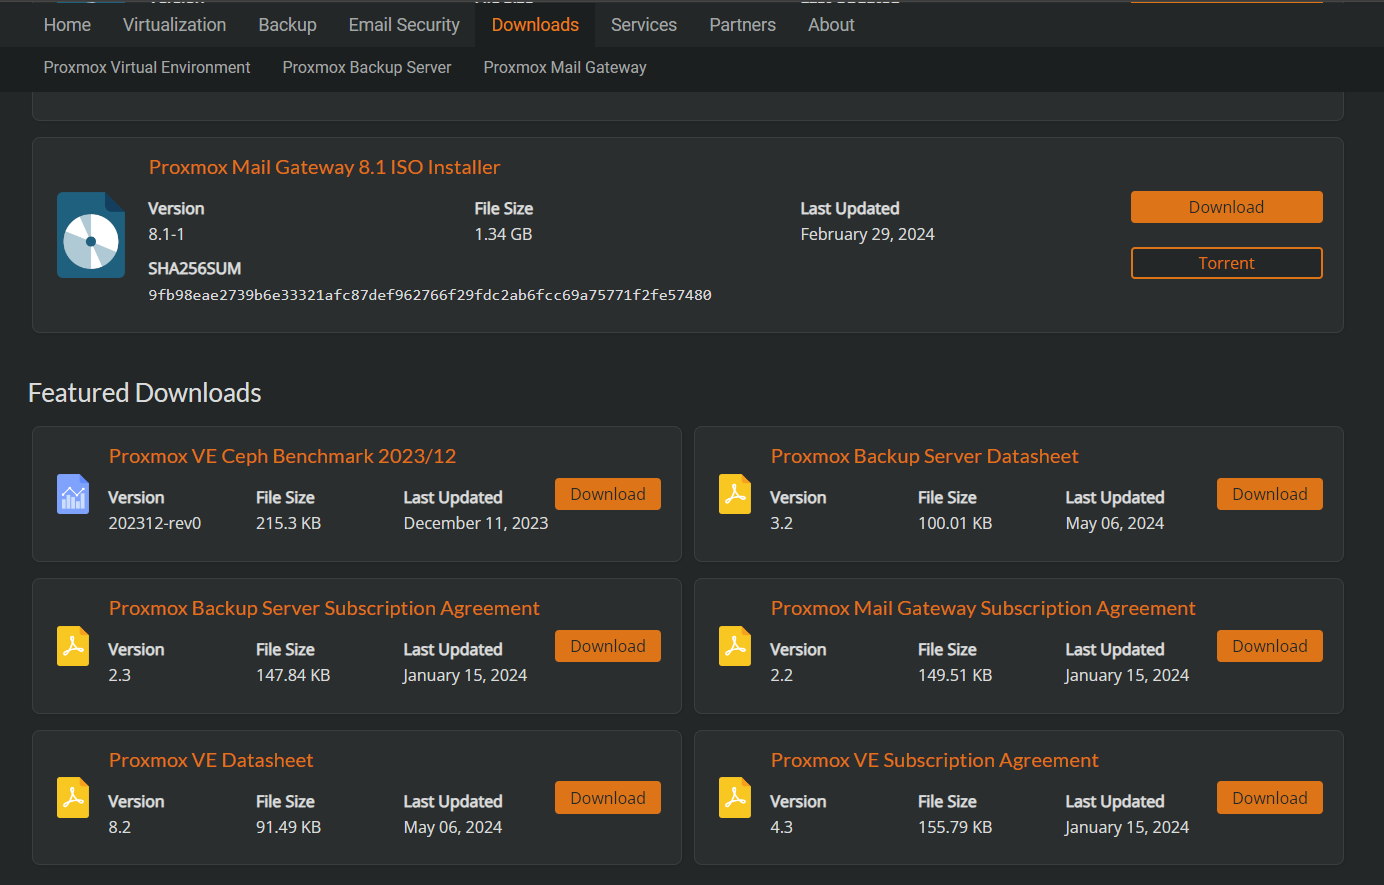 Home Virtualization Backup Email Security Downloads Services Partners About
Proxmox Virtual Environment Proxmox Backup Server Proxmox Mail Gateway
Proxmox Mail Gateway 8.1 ISO Installer
Version File Size Last Updated
8.1-1 1.34 GB February 29, 2024
Download
Torrent
SHA256SUM
9fb98eae2739b6e33321afc87def962766f29fdc2ab6fcc69a75771f2fe57480
Featured Downloads
Proxmox VE Ceph Benchmark 2023/12
Version File Size Last Updated
202312-rev0 215.3 KB December 11, 2023
Download
Proxmox Backup Server Datasheet
Version File Size Last Updated
3.2 100.01 KB May 06, 2024
Download
Proxmox Backup Server Subscription Agreement
Version File Size Last Updated
2.3 147.84 KB January 15, 2024
Download
Proxmox Mail Gateway Subscription Agreement
Version File Size Last Updated
2.2 149.51 KB January 15, 2024
Download
Proxmox VE Datasheet
Version File Size Last Updated
8.2 91.49 KB May 06, 2024
Download
Proxmox VE Subscription Agreement
Version File Size Last Updated
4.3 155.79 KB January 15, 2024
Download